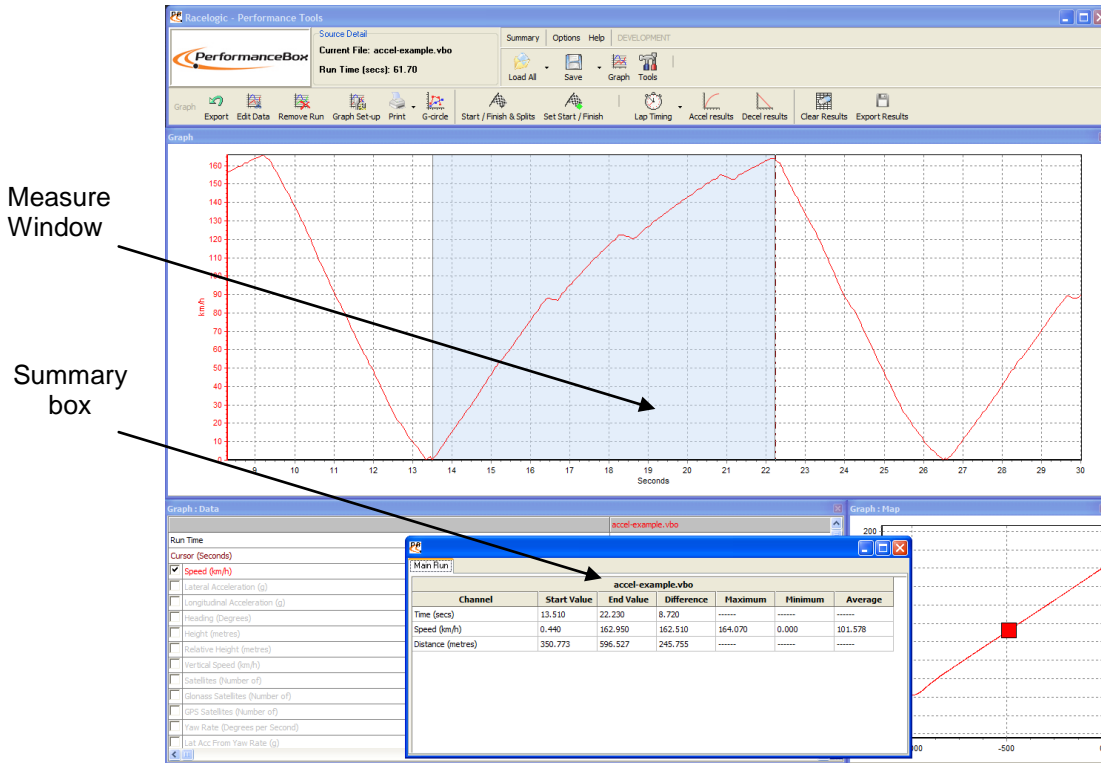 Racelogic - Performance Tools
PerformanceBox
Source Detail
Current File: accel-example.vbo
Run Time (secs): 61.70
Summary Options Help DEVELOPMENT
Load All Save Graph Tools
Graph Export Edit Data Remove Run Graph Set-up Print G-circle Start / Finish & Splits Set Start / Finish Lap Timing Accel results Decel results Clear Results Export Results
Graph
Measure
Window
Summary
box
160
150
140
130
120
110
100
90
80
70
60
50
40
30
20
10
0
km/h
9 10 11 12 13 14 15 16 17 18 19 20 21 22 23 24 25 26 27 28 29 30
Seconds
Graph : Data
accel-example.vbo
Run Time
Cursor (Seconds)
Speed (km/h)
Lateral Acceleration (g)
Longitudinal Acceleration (g)
Heading (Degrees)
Height (metres)
Relative Height (metres)
Vertical Speed (km/h)
Satellites (Number of)
Glonass Satellites (Number of)
GPS Satellites (Number of)
Yaw Rate (Degrees per Second)
Lat Acc From Yaw Rate (g)
Main Run
accel-example.vbo
Channel Start Value End Value Difference Maximum Minimum Average
Time (secs) 13.510 22.230 8.720 ------ ------ ------
Speed (km/h) 0.440 162.950 162.510 164.070 0.000 101.578
Distance (metres) 350.773 596.527 245.755 ------ ------ ------
Graph : Map
200
-500